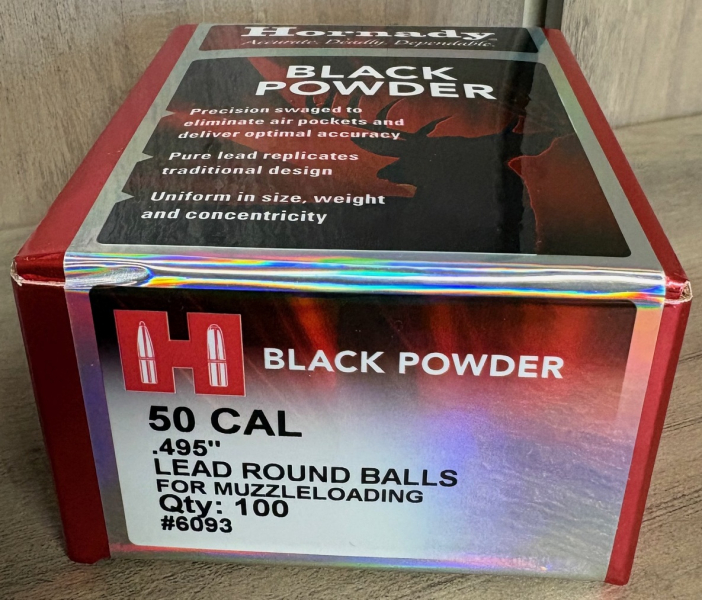 Hornady
Accurate. Deadly. Dependable.
BLACK
POWDER
Precision swaged to
eliminate air pockets and
deliver optimal accuracy
Pure lead replicates
traditional design
Uniform in size, weight
and concentricity
H BLACK POWDER
50 CAL
.495"
LEAD ROUND BALLS
FOR MUZZLELOADING
Qty: 100
#6093